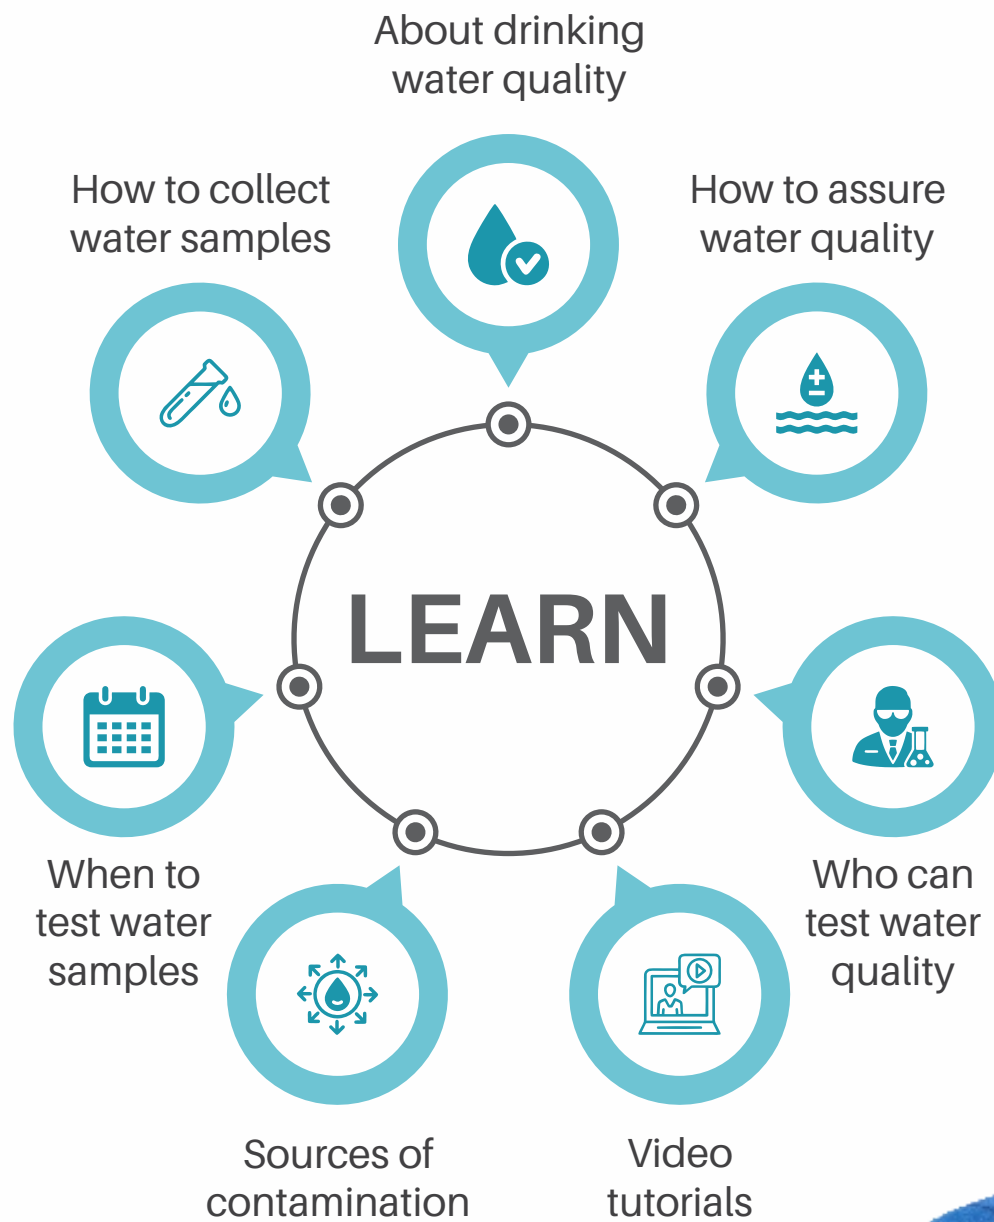 About drinking
water quality
How to collect
water samples
How to assure
water quality
LEARN
When to
test water
samples
Who can
test water
quality
Sources of
contamination
Video
tutorials